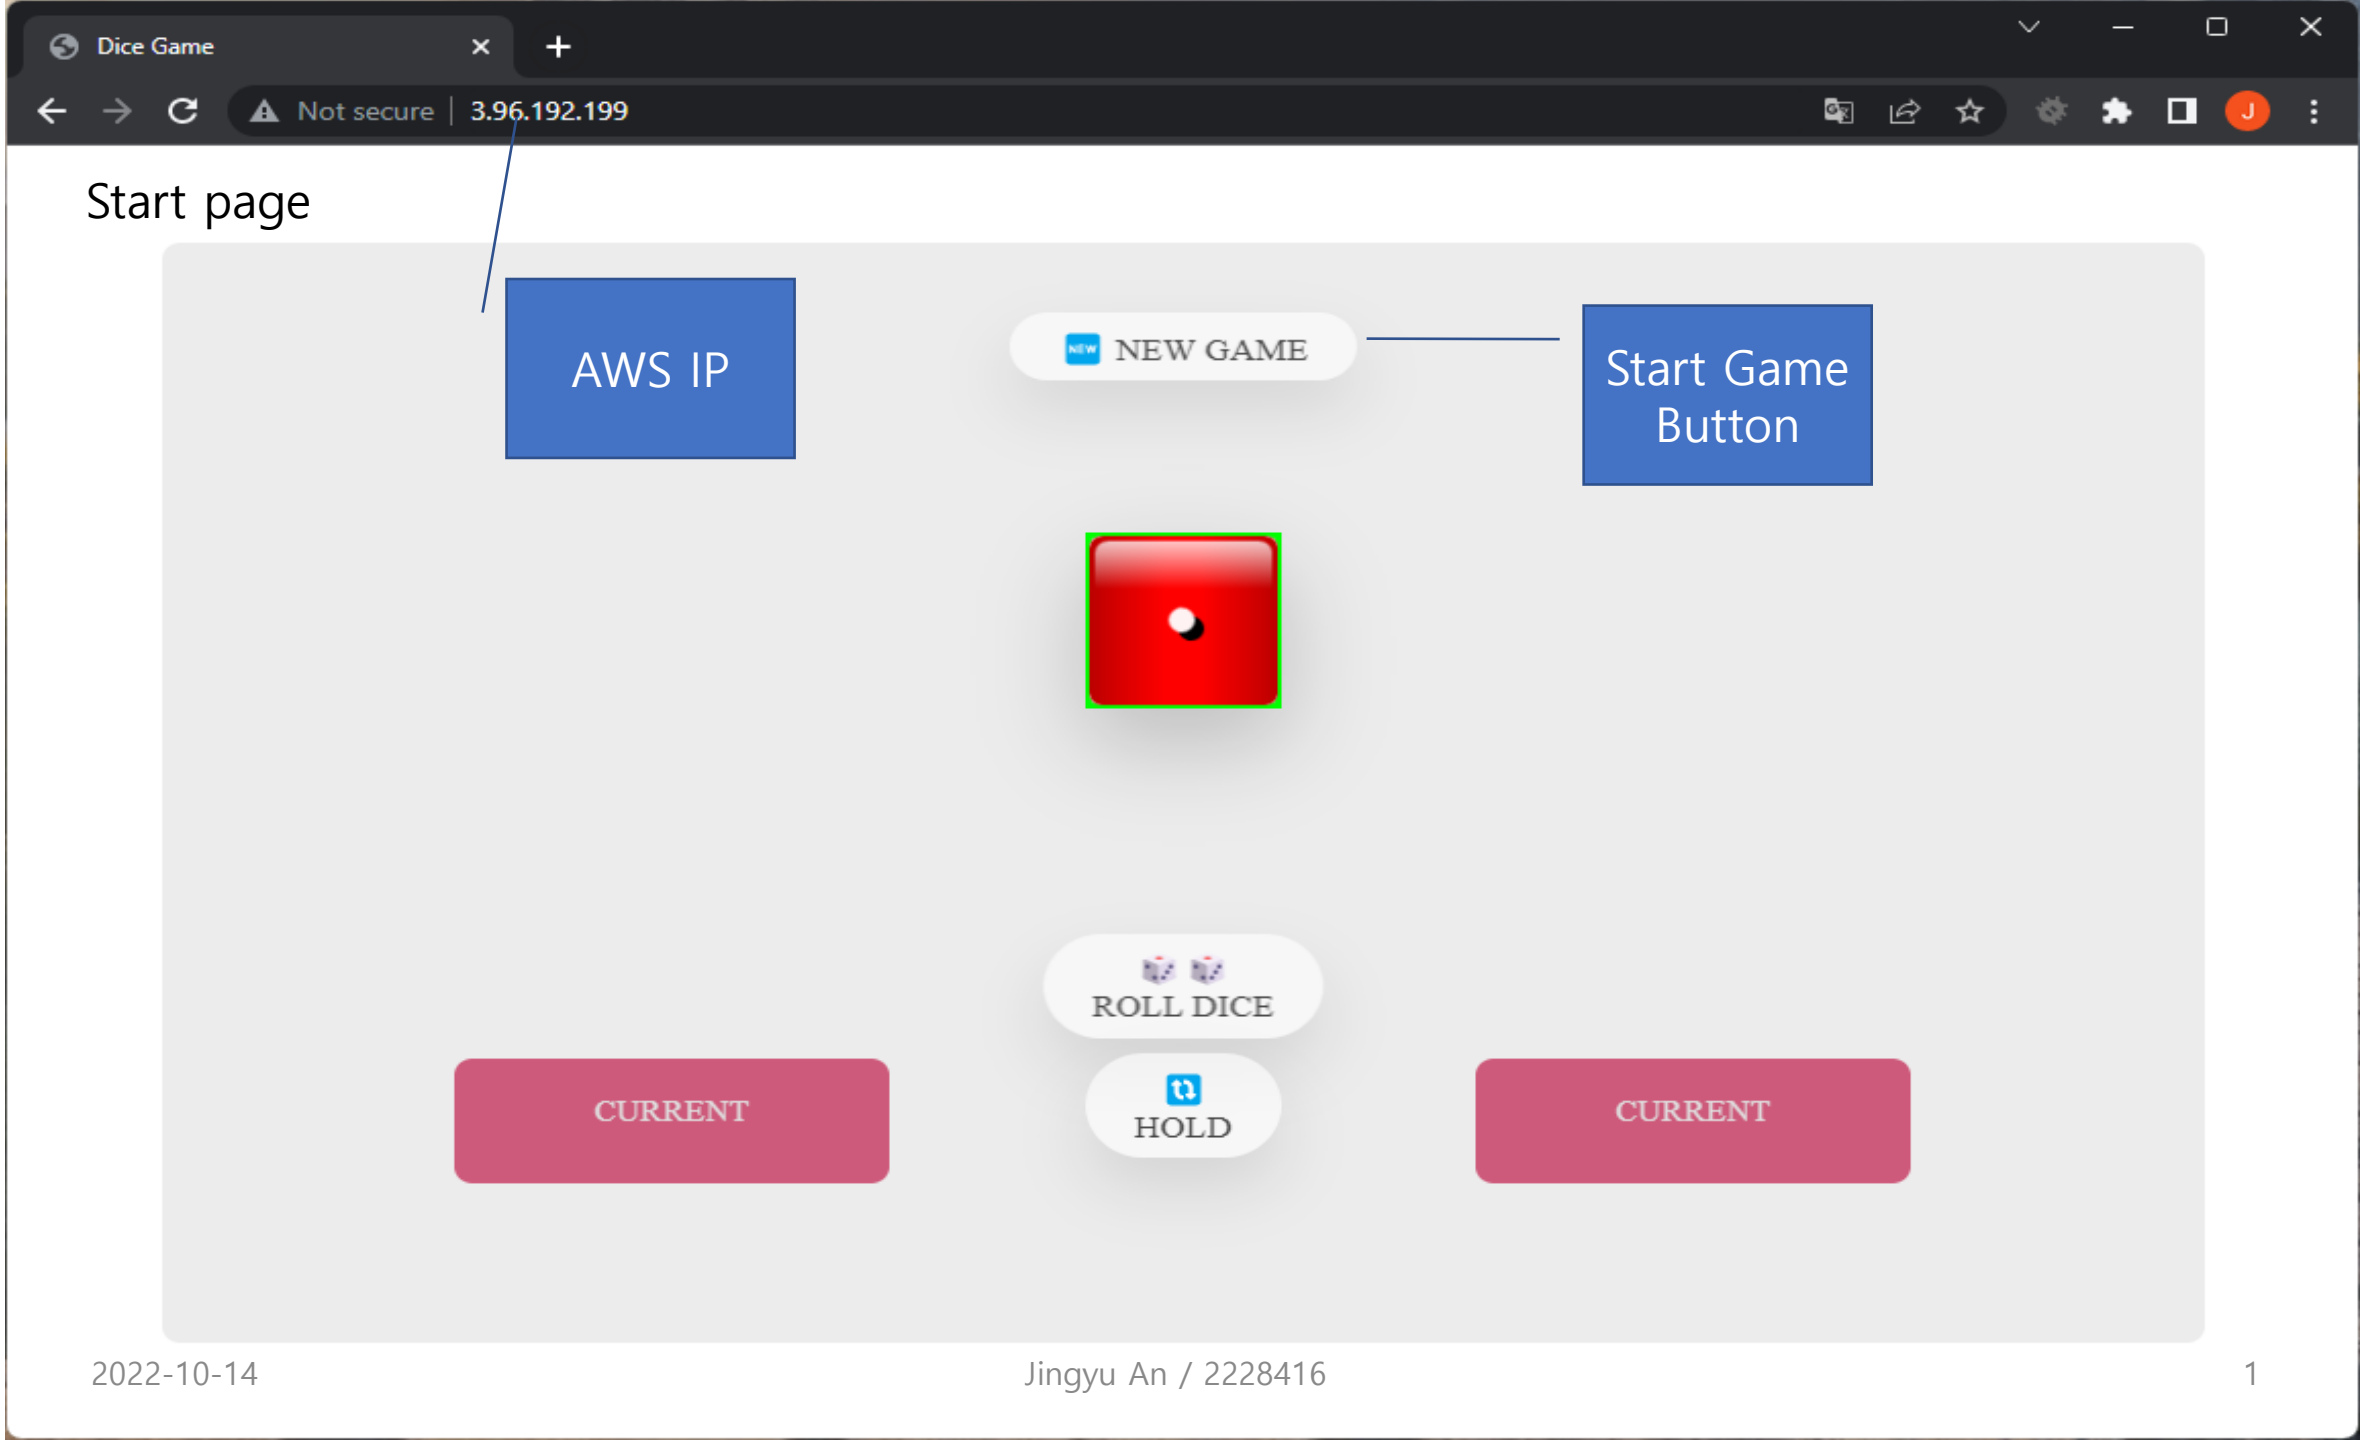 Dice Game
Not secure
3.96.192.199
Start page
AWS IP
NEW NEW GAME
Start Game
Button
ROLL DICE
HOLD
CURRENT
CURRENT
J
2022-10-14
Jingyu An / 2228416
1